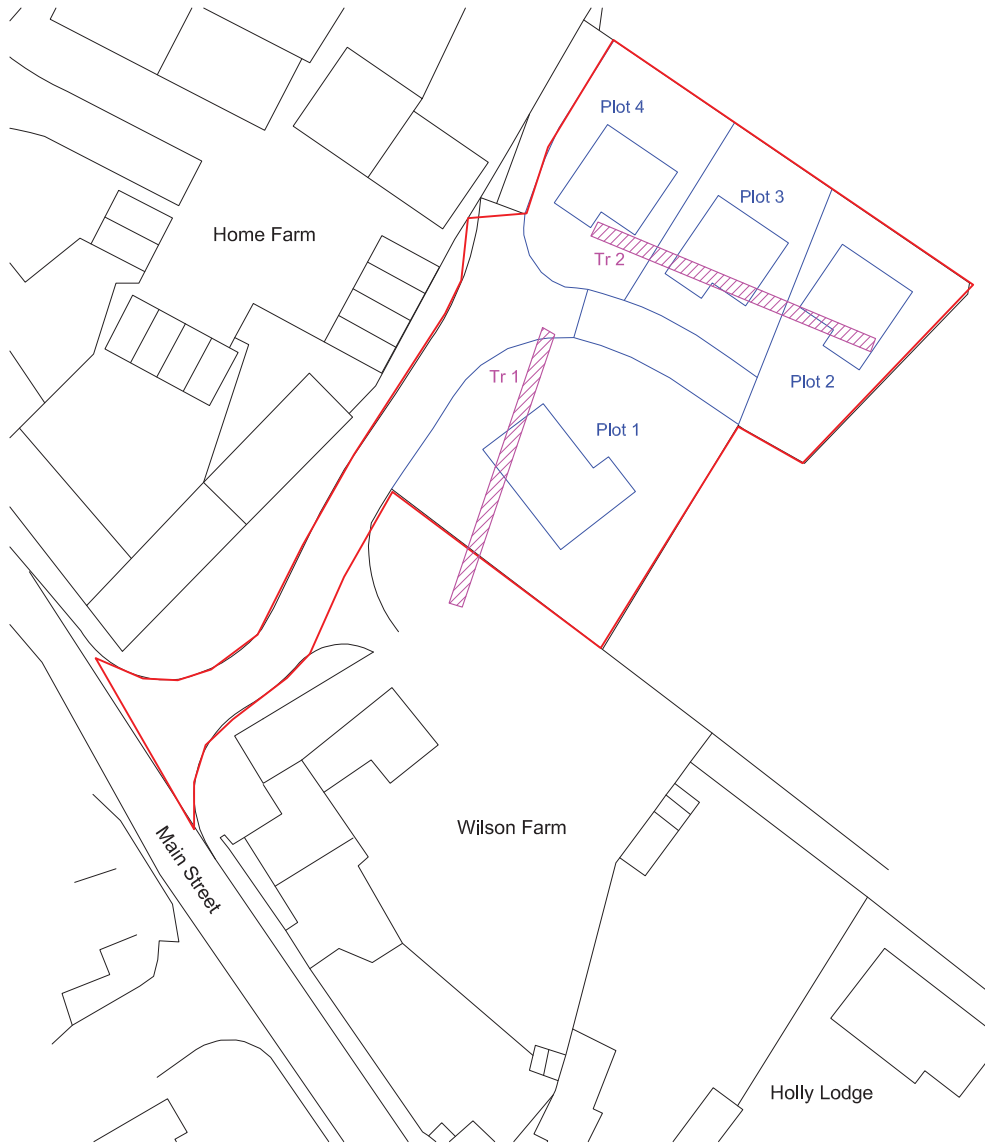 Plot 4
Plot 3
Home Farm
Tr 2
Tr 1
Plot 2
Plot 1
Wilson Farm
Main Street
Holly Lodge